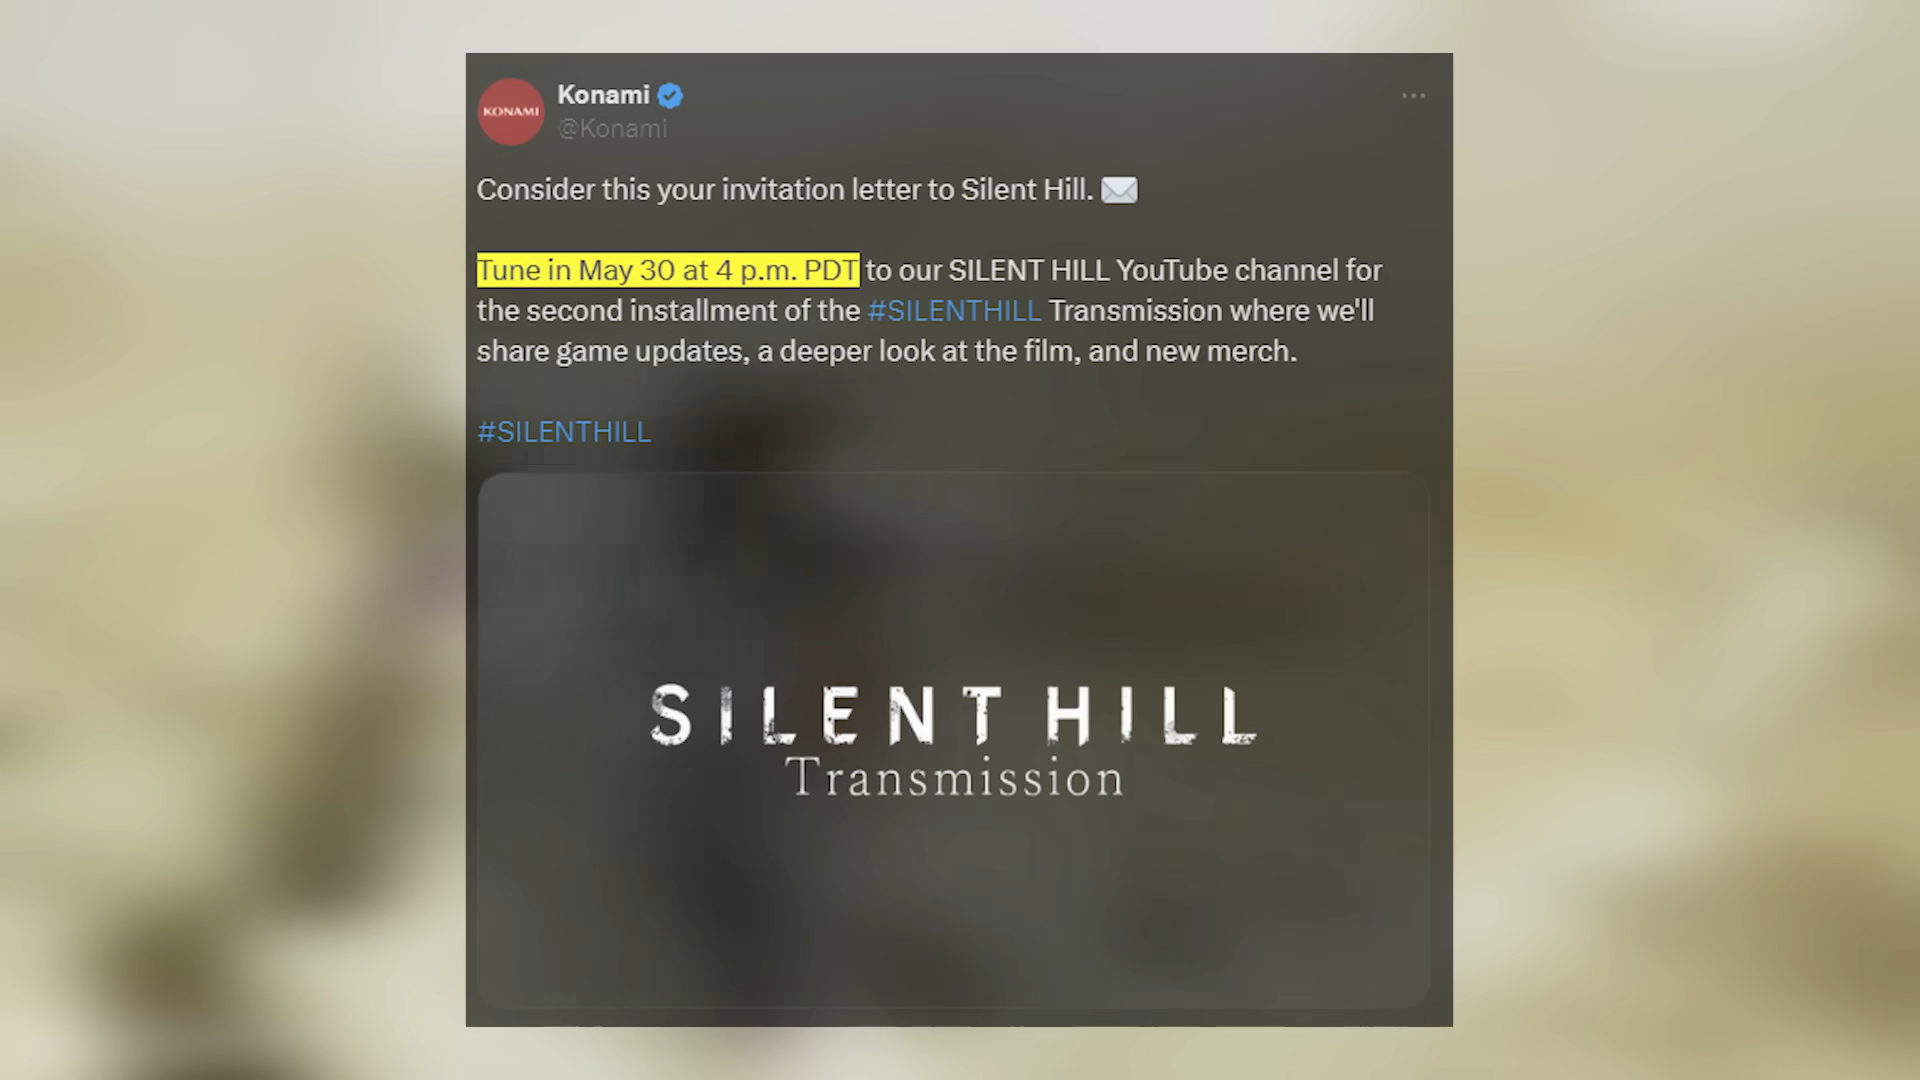 KONAMI
Konami
@Konami
Consider this your invitation letter to Silent Hill. ✉️
Tune in May 30 at 4 p.m. PDT to our SILENT HILL YouTube channel for
the second installment of the #SILENTHILL Transmission where we'll
share game updates, a deeper look at the film, and new merch.
#SILENTHILL
SILENT HILL
Transmission